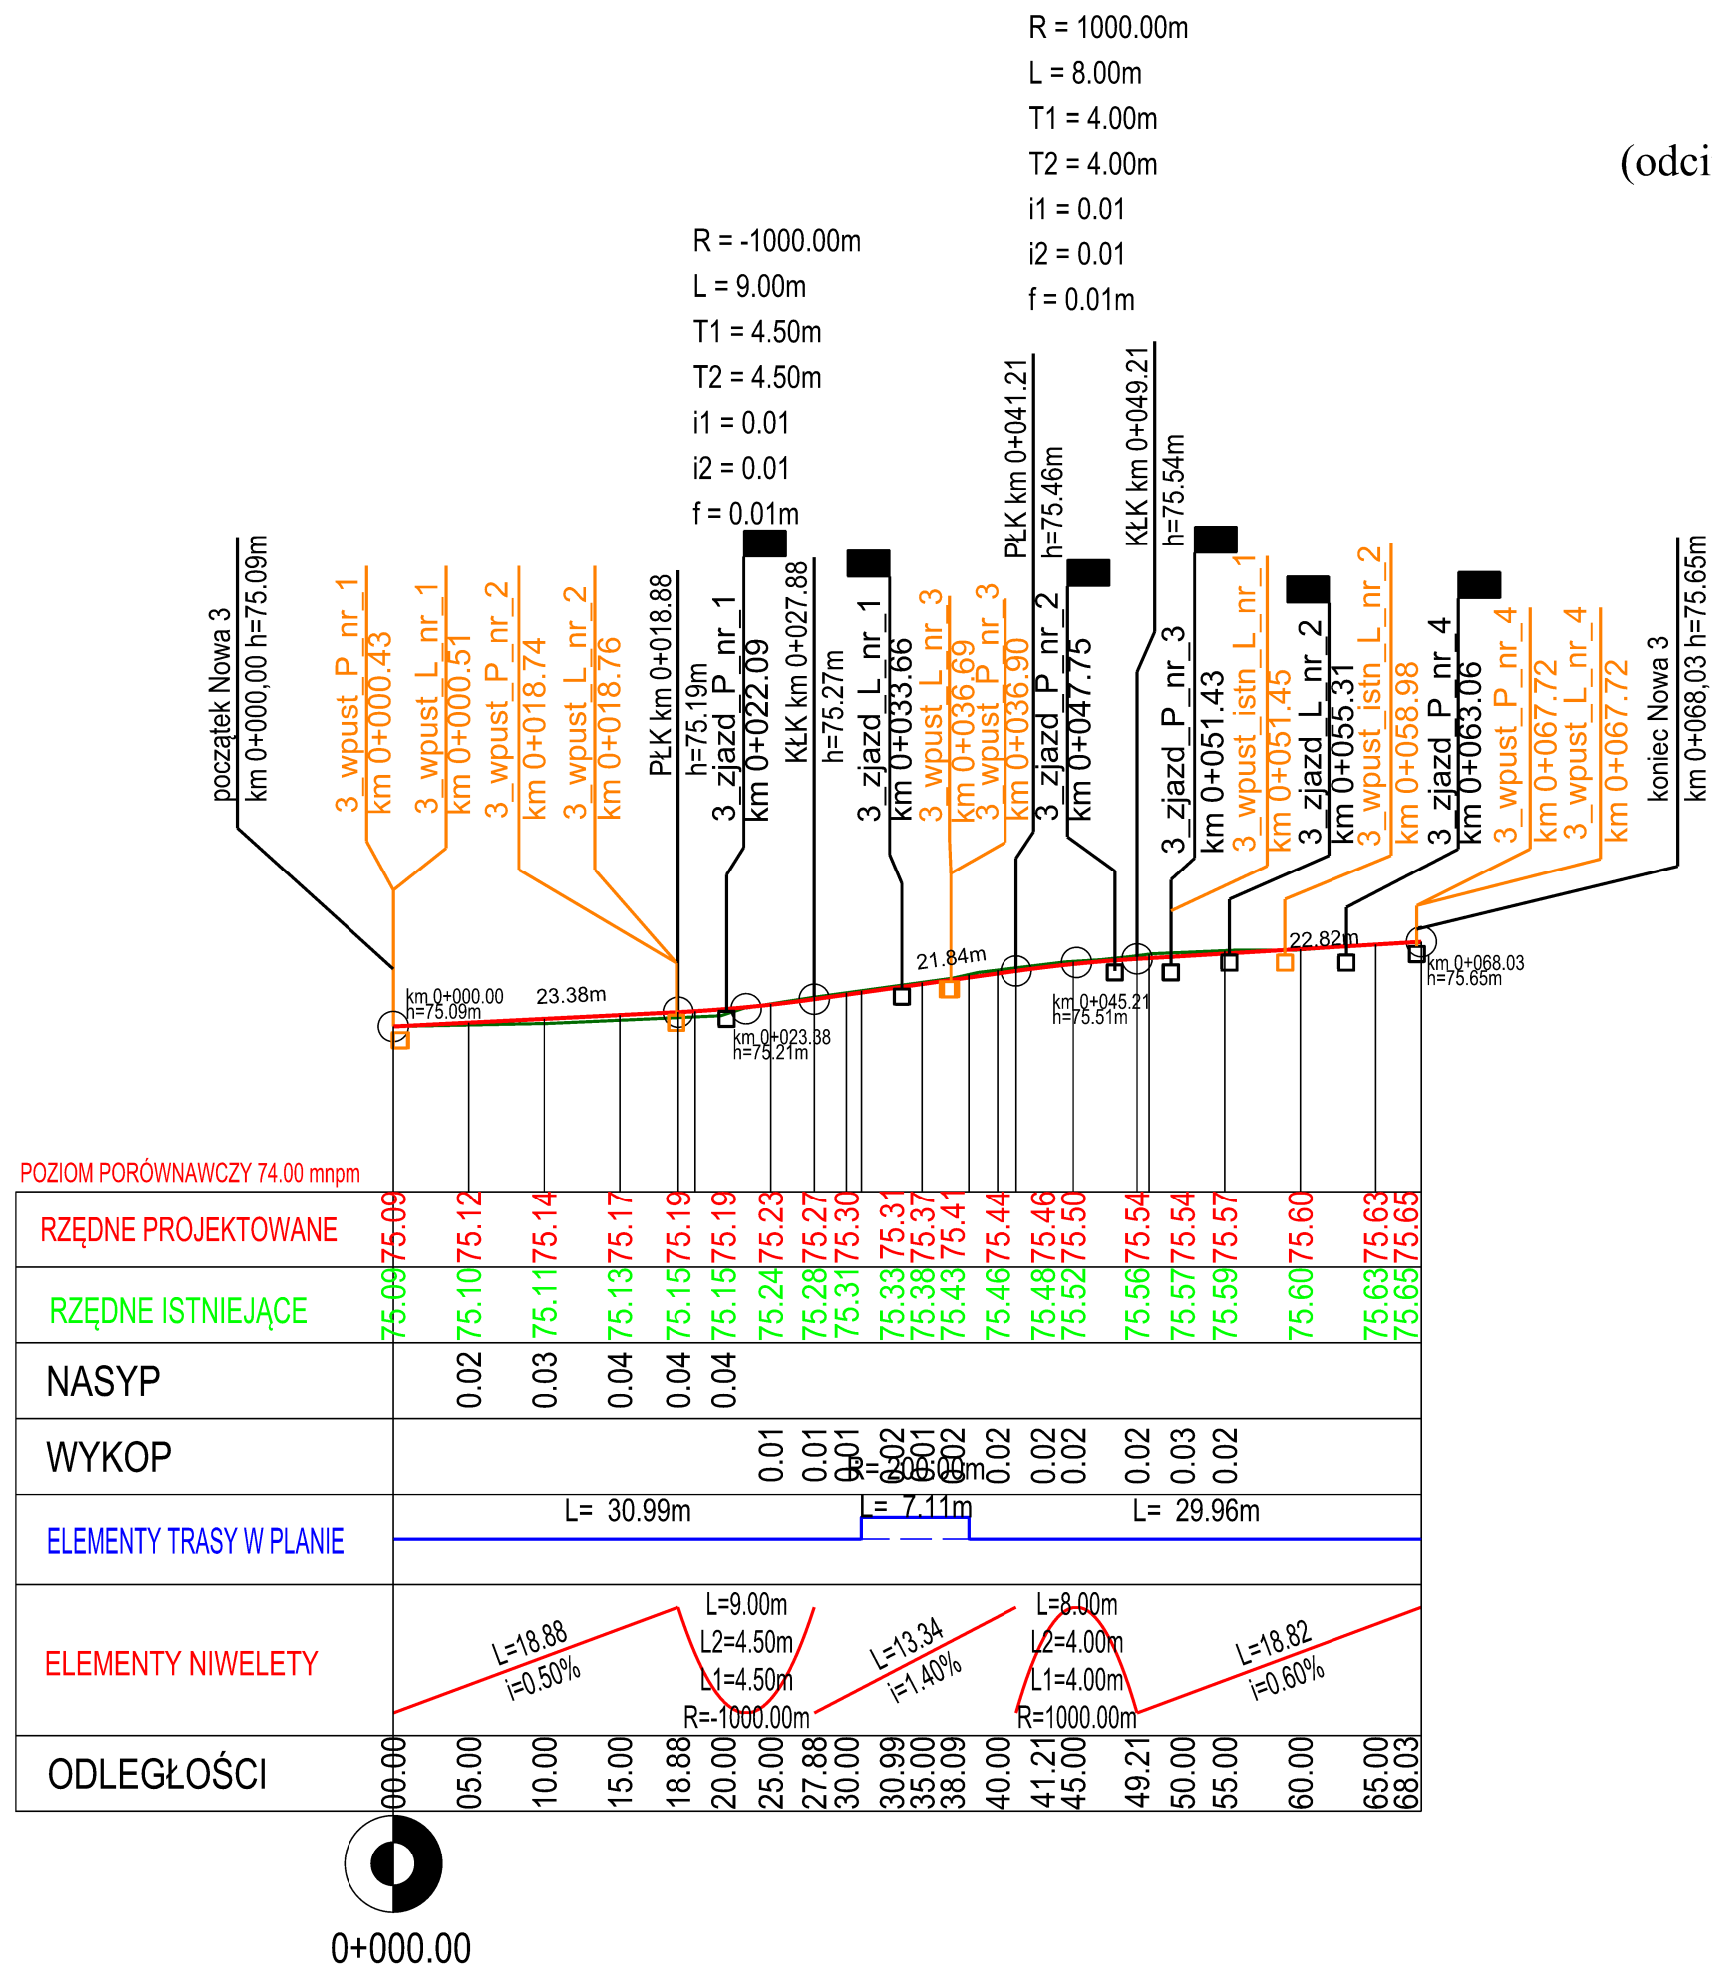 R = 1000.00m
L = 8.00m
T1 = 4.00m
T2 = 4.00m
i1 = 0.01
i2 = 0.01
f = 0.01m
(odci
R = -1000.00m
L = 9.00m
T1 = 4.50m
T2 = 4.50m
i1 = 0.01
i2 = 0.01
f = 0.01m
początek Nowa 3
km 0+000,00 h=75.09m
3_wpust_P_nr_1
km 0+000.43
3_wpust_L_nr_1
km 0+000.51
3_wpust_P_nr_2
km 0+018.74
3_wpust_L_nr_2
km 0+018.76
PŁK km 0+018.88
h=75.19m
3_zjazd_P_nr_1
km 0+022.09
KŁK km 0+027.88
h=75.27m
3_zjazd_L_nr_1
km 0+033.66
3_wpust_L_nr_3
km 0+036.69
3_wpust_P_nr_3
km 0+036.90
PŁK km 0+041.21
h=75.46m
3_zjazd_P_nr_2
km 0+047.75
KŁK km 0+049.21
h=75.54m
3_zjazd_P_nr_3
km 0+051.43
3_wpust_istn_L_nr_1
km 0+051.45
3_zjazd_L_nr_2
km 0+055.31
3_wpust_istn_L_nr_2
km 0+058.98
3_zjazd_P_nr_4
km 0+063.06
3_wpust_P_nr_4
km 0+067.72
3_wpust_L_nr_4
km 0+067.72
koniec Nowa 3
km 0+068,03 h=75.65m
km 0+000.00
h=75.09m
23.38m
km 0+023.38
h=75.21m
21.84m
km 0+045.21
h=75.51m
22.82m
km 0+068.03
h=75.65m
POZIOM PORÓWNAWCZY 74.00 mnpm
RZĘDNE PROJEKTOWANE 75.09 75.12 75.14 75.17 75.19 75.19 75.23 75.27 75.30 75.31 75.37 75.41 75.44 75.46 75.50 75.54 75.54 75.57 75.60 75.63 75.65
RZĘDNE ISTNIEJĄCE 75.09 75.10 75.11 75.13 75.15 75.15 75.24 75.28 75.31 75.33 75.38 75.43 75.46 75.48 75.52 75.56 75.57 75.59 75.60 75.63 75.65
NASYP 0.02 0.03 0.04 0.04 0.04
WYKOP 0.01 0.01 0.01 0.02 0.01 0.02 0.02 0.02 0.02 0.02 0.03 0.02
R= 200.00m
ELEMENTY TRASY W PLANIE L= 30.99m L= 7.11m L= 29.96m
ELEMENTY NIWELETY
L=18.88
i=0.50%
L=9.00m
L2=4.50m
L1=4.50m
R=-1000.00m
L=13.34
i=1.40%
L=8.00m
L2=4.00m
L1=4.00m
R=1000.00m
L=18.82
i=0.60%
ODLEGŁOŚCI 00.00 05.00 10.00 15.00 18.88 20.00 25.00 27.88 30.00 30.99 35.00 38.09 40.00 41.21 45.00 49.21 50.00 55.00 60.00 65.00 68.03
0+000.00